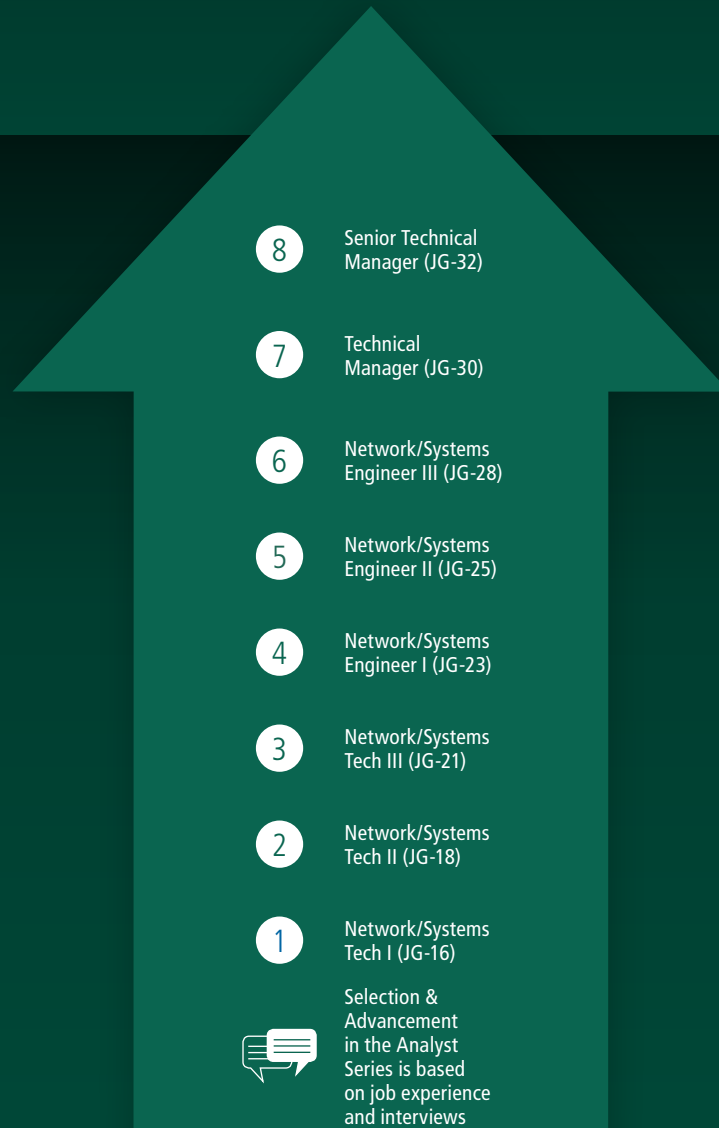 8
Senior Technical
Manager (JG-32)
7
Technical
Manager (JG-30)
6
Network/Systems
Engineer III (JG-28)
5
Network/Systems
Engineer II (JG-25)
4
Network/Systems
Engineer I (JG-23)
3
Network/Systems
Tech III (JG-21)
2
Network/Systems
Tech II (JG-18)
1
Network/Systems
Tech I (JG-16)
Selection &
Advancement
in the Analyst
Series is based
on job experience
and interviews